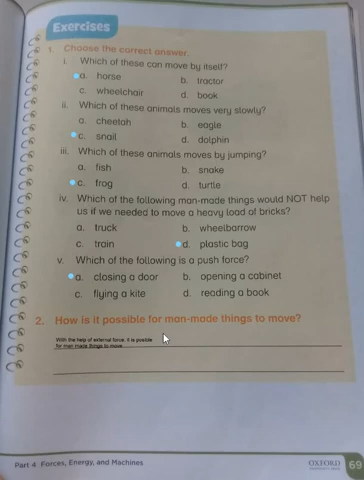 Exercises
1. Choose the correct answer.
i. Which of these can move by itself?
a. horse b. tractor
c. wheelchair d. book
ii. Which of these animals moves very slowly?
a. cheetah b. eagle
c. snail d. dolphin
iii. Which of these animals moves by jumping?
a. fish b. snake
c. frog d. turtle
iv. Which of the following man-made things would NOT help
us if we needed to move a heavy load of bricks?
a. truck b. wheelbarrow
c. train d. plastic bag
v. Which of the following is a push force?
a. closing a door b. opening a cabinet
c. flying a kite d. reading a book
2. How is it possible for man-made things to move?
With the help of external force, it is possible
for man made things to move
Part 4 Forces, Energy, and Machines
OXFORD
UNIVERSITY PRESS
69